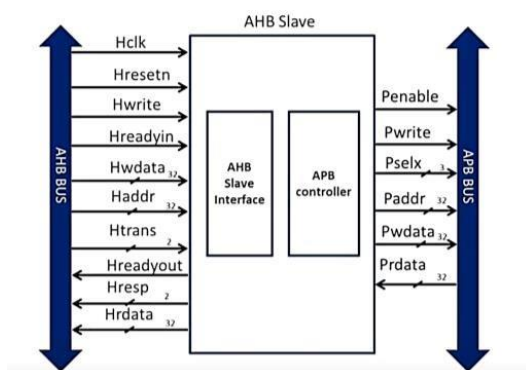 AHB Slave
Hclk
Hresetn
Hwrite
Hreadyin
Hwdata 32
Haddr 32
Htrans 2
Hreadyout
Hresp 2
Hrdata 32
AHB BUS
AHB
Slave
Interface
APB
controller
Penable
Pwrite
Pselx 3
Paddr 32
Pwdata 32
Prdata 32
APB BUS